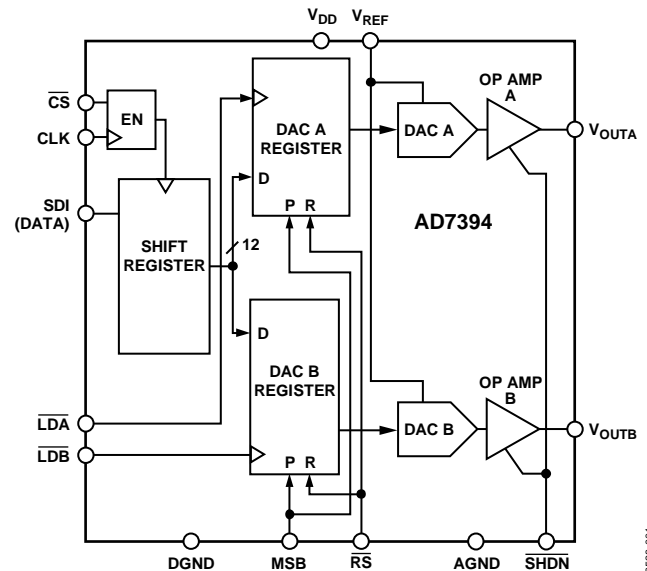 VDD
VREF
CS
EN
CLK
SDI
(DATA)
SHIFT
REGISTER
12
DAC A
REGISTER
D
P R
DAC A
OP AMP
A
VOUTA
AD7394
D
DAC B
REGISTER
P R
DAC B
OP AMP
B
VOUTB
LDA
LDB
DGND
MSB
RS
AGND
SHDN